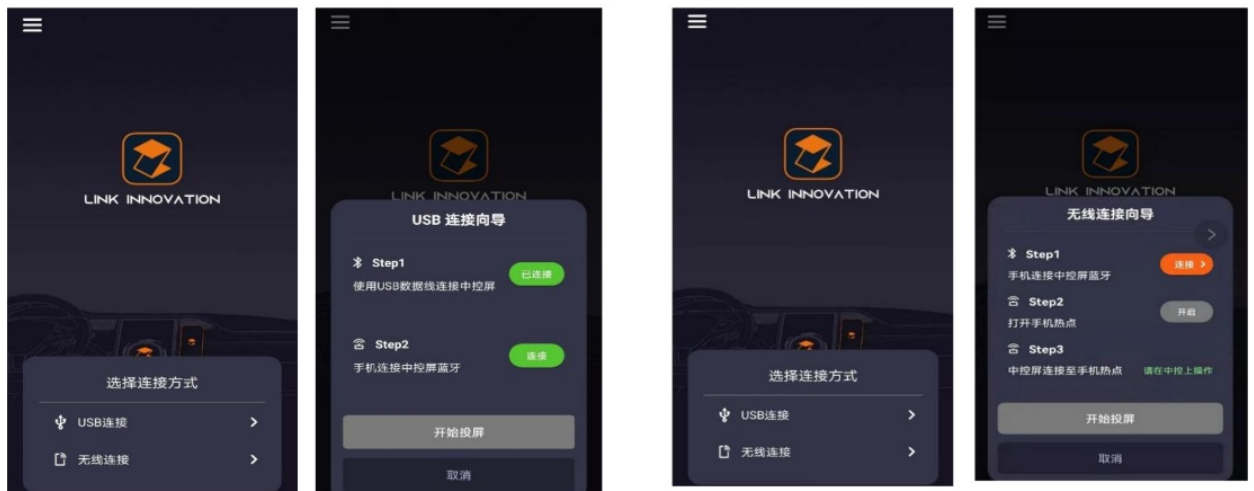 LINK INNOVATION
选择连接方式
USB连接
无线连接
LINK INNOVATION
USB 连接向导
Step1
已连接
使用USB数据线连接中控屏
Step2
连接
手机连接中控屏蓝牙
开始投屏
取消
LINK INNOVATION
选择连接方式
USB连接
无线连接
LINK INNOVATION
无线连接向导
Step1
连接
手机连接中控屏蓝牙
Step2
开启
打开手机热点
Step3
中控屏连接至手机热点 请在中控上操作
开始投屏
取消